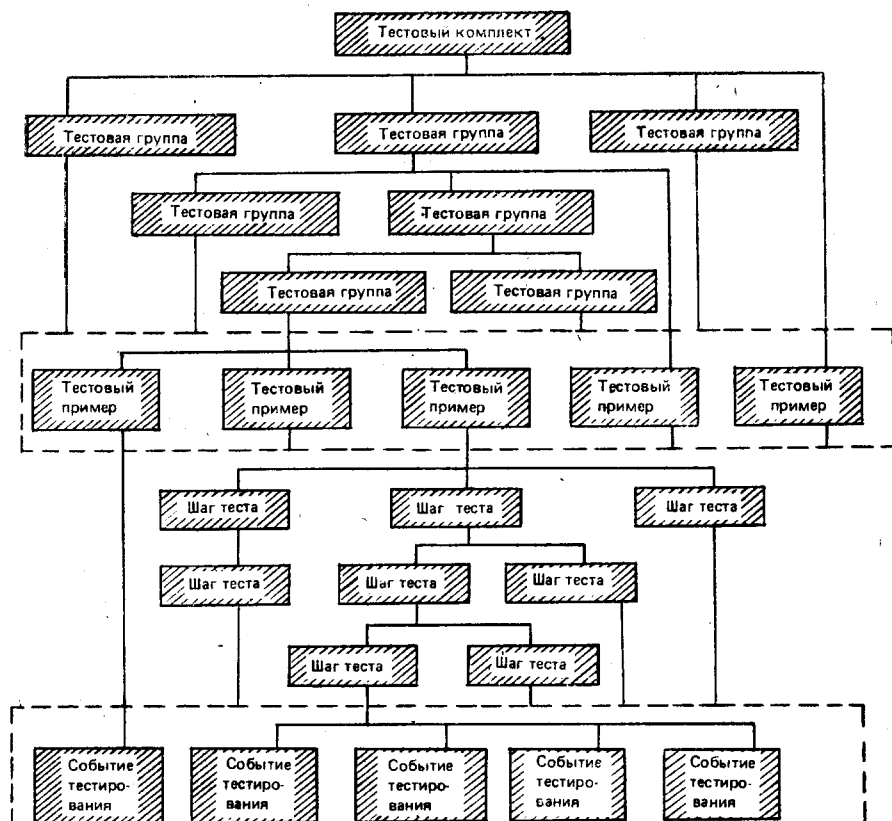 Тестовый комплект
Тестовая группа
Тестовая группа
Тестовая группа
Тестовая группа
Тестовая группа
Тестовая группа
Тестовая группа
Тестовый
пример
Тестовый
пример
Тестовый
пример
Тестовый
пример
Тестовый
пример
Шаг теста
Шаг теста
Шаг теста
Шаг теста
Шаг теста
Шаг теста
Шаг теста
Шаг теста
Событие
тестиро-
вания
Событие
тестиро-
вания
Событие
тестиро-
вания
Событие
тестиро-
вания
Событие
тестиро-
вания